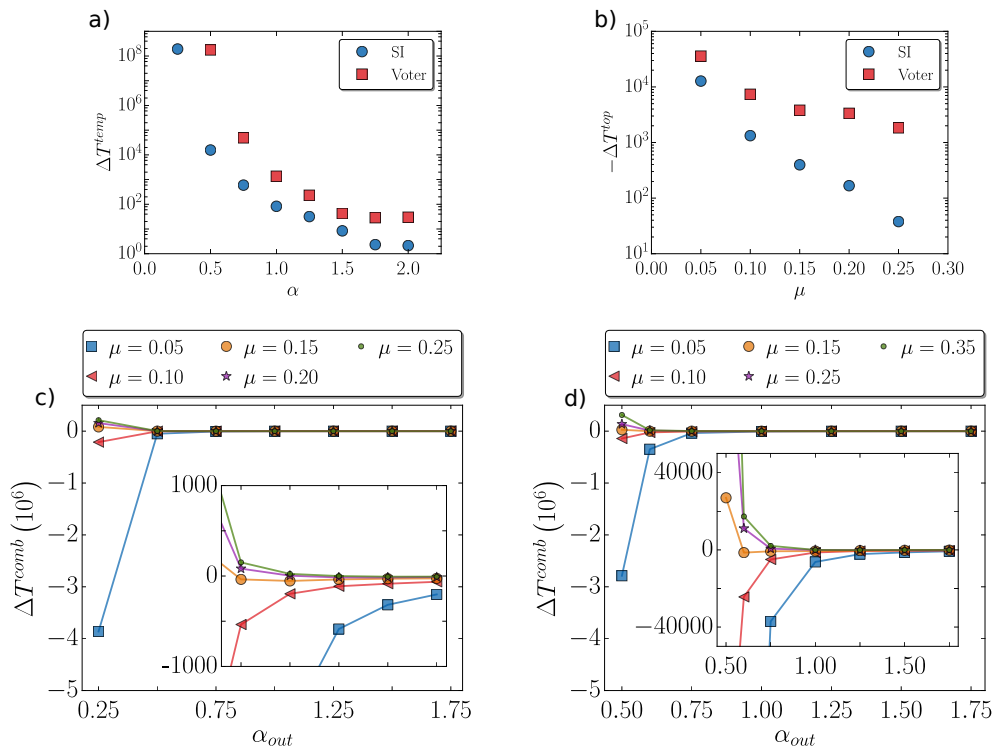 a)
10^8
10^6
10^4
10^2
10^0
ΔT^{temp}
SI
Voter
0.0 0.5 1.0 1.5 2.0
α
b)
10^5
10^4
10^3
10^2
10^1
−ΔT^{top}
SI
Voter
0.00 0.05 0.10 0.15 0.20 0.25 0.30
μ
μ = 0.05 μ = 0.15 μ = 0.25
μ = 0.10 μ = 0.20
c)
0
−1
−2
−3
−4
−5
ΔT^{comb} (10^6)
1000
0
-1000
0.25 0.75 1.25 1.75
α_{out}
μ = 0.05 μ = 0.15 μ = 0.35
μ = 0.10 μ = 0.25
d)
0
−1
−2
−3
−4
−5
ΔT^{comb} (10^6)
40000
0
−40000
0.50 1.00 1.50
0.50 0.75 1.00 1.25 1.50 1.75
α_{out}